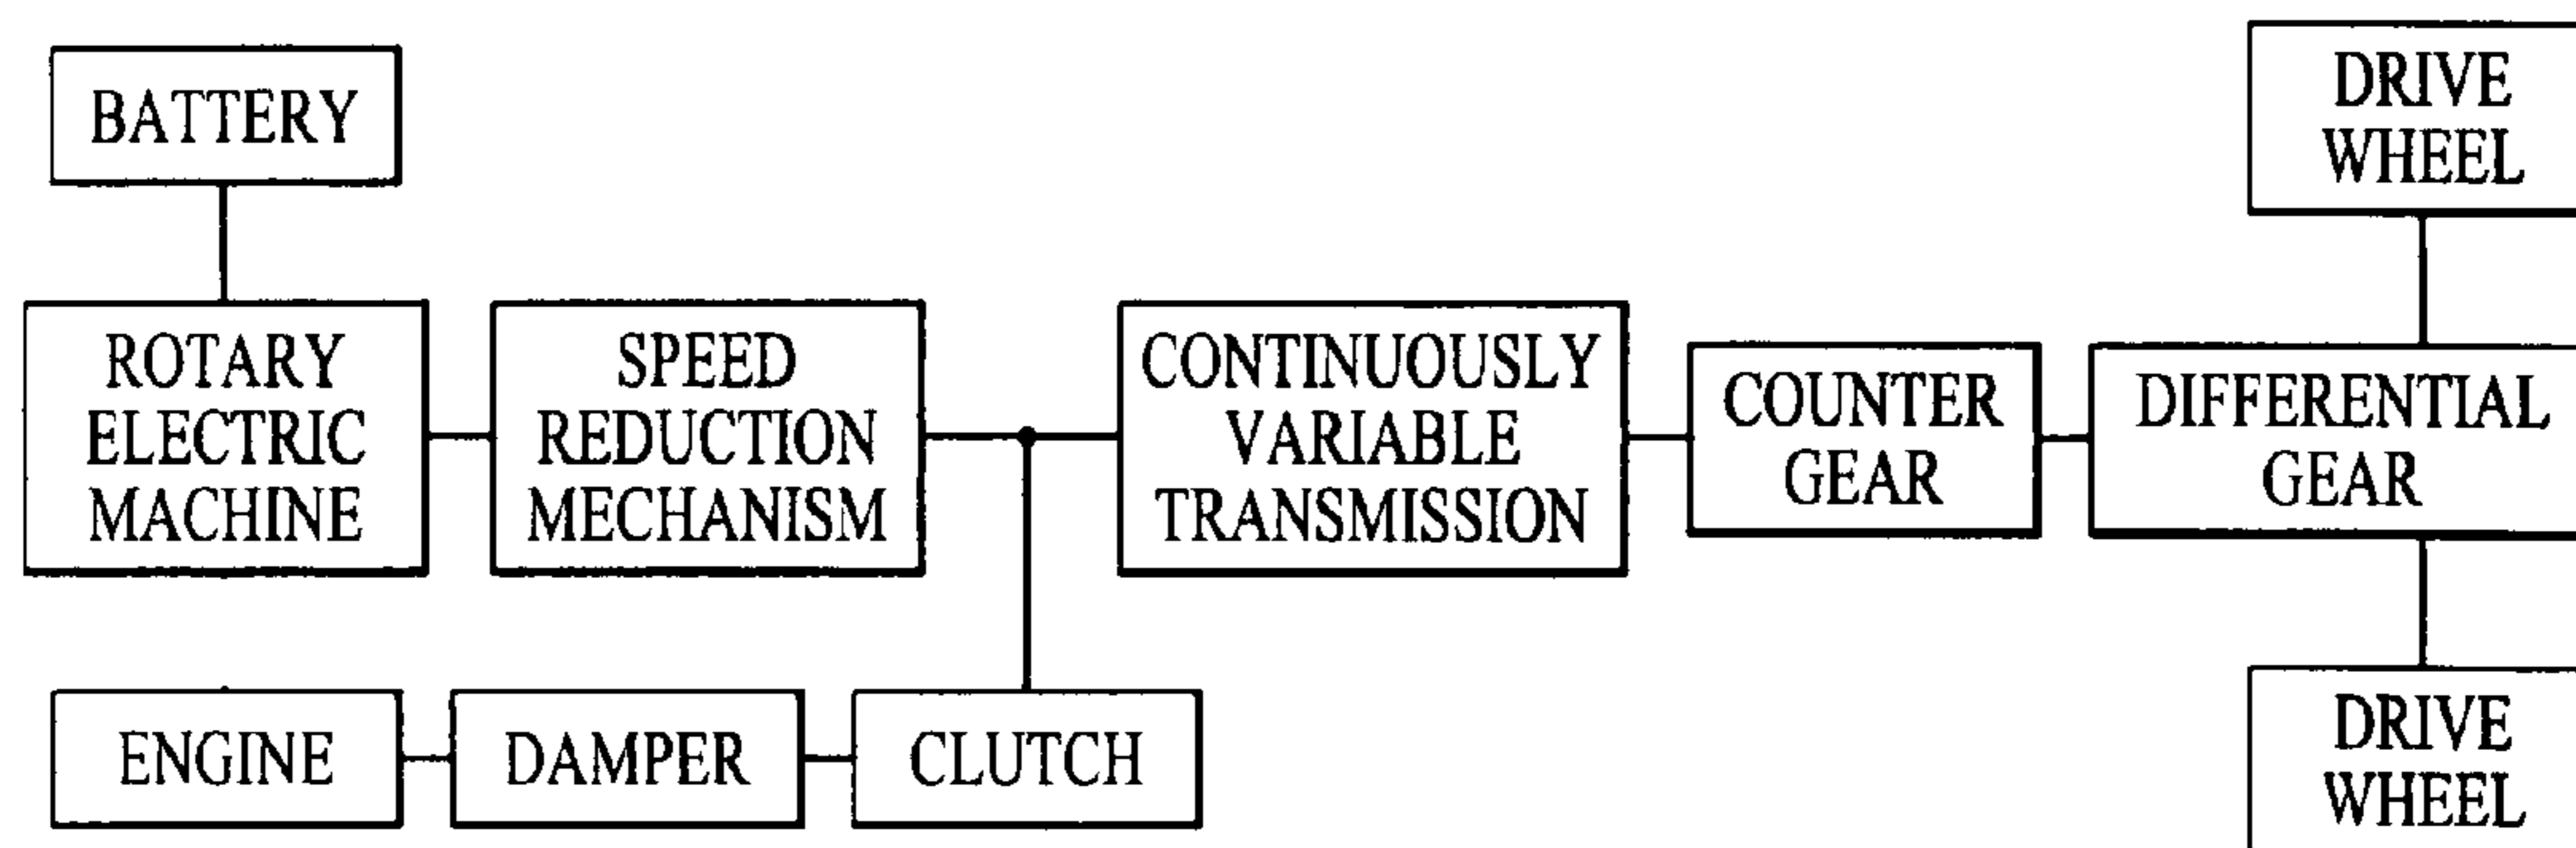 BATTERY
DRIVE
WHEEL
ROTARY
ELECTRIC
MACHINE
SPEED
REDUCTION
MECHANISM
CONTINUOUSLY
VARIABLE
TRANSMISSION
COUNTER
GEAR
DIFFERENTIAL
GEAR
ENGINE
DAMPER
CLUTCH
DRIVE
WHEEL